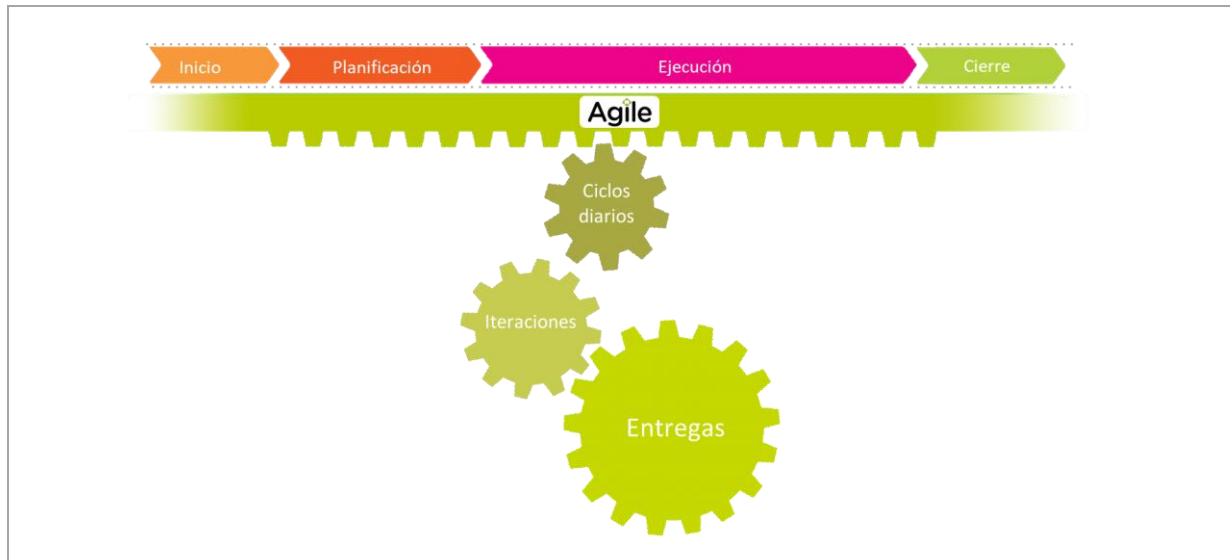 Inicio
Planificación
Ejecución
Cierre
Agile
Ciclos
diarios
Iteraciones
Entregas